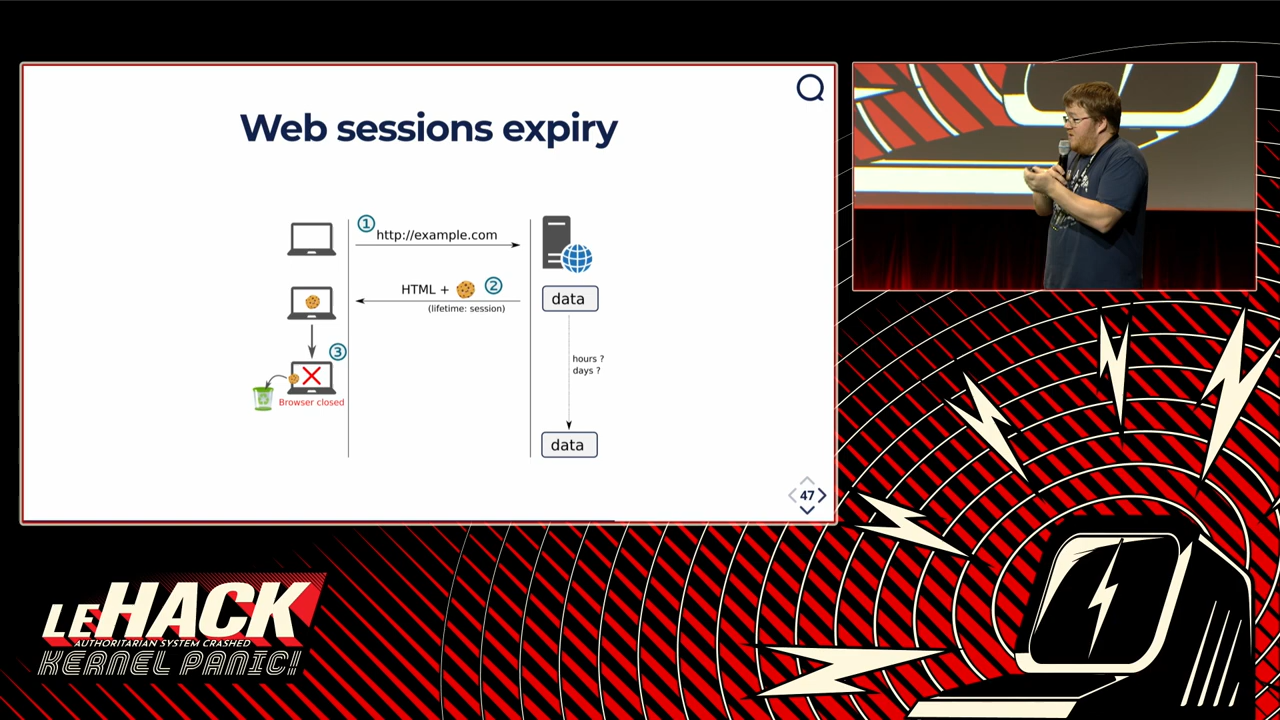 Web sessions expiry
①
http://example.com
HTML + ②
(lifetime: session)
data
③
hours ?
days ?
Browser closed
data
47
LEHACK
AUTHORITARIAN SYSTEM CRASHED
KERNEL PANIC!